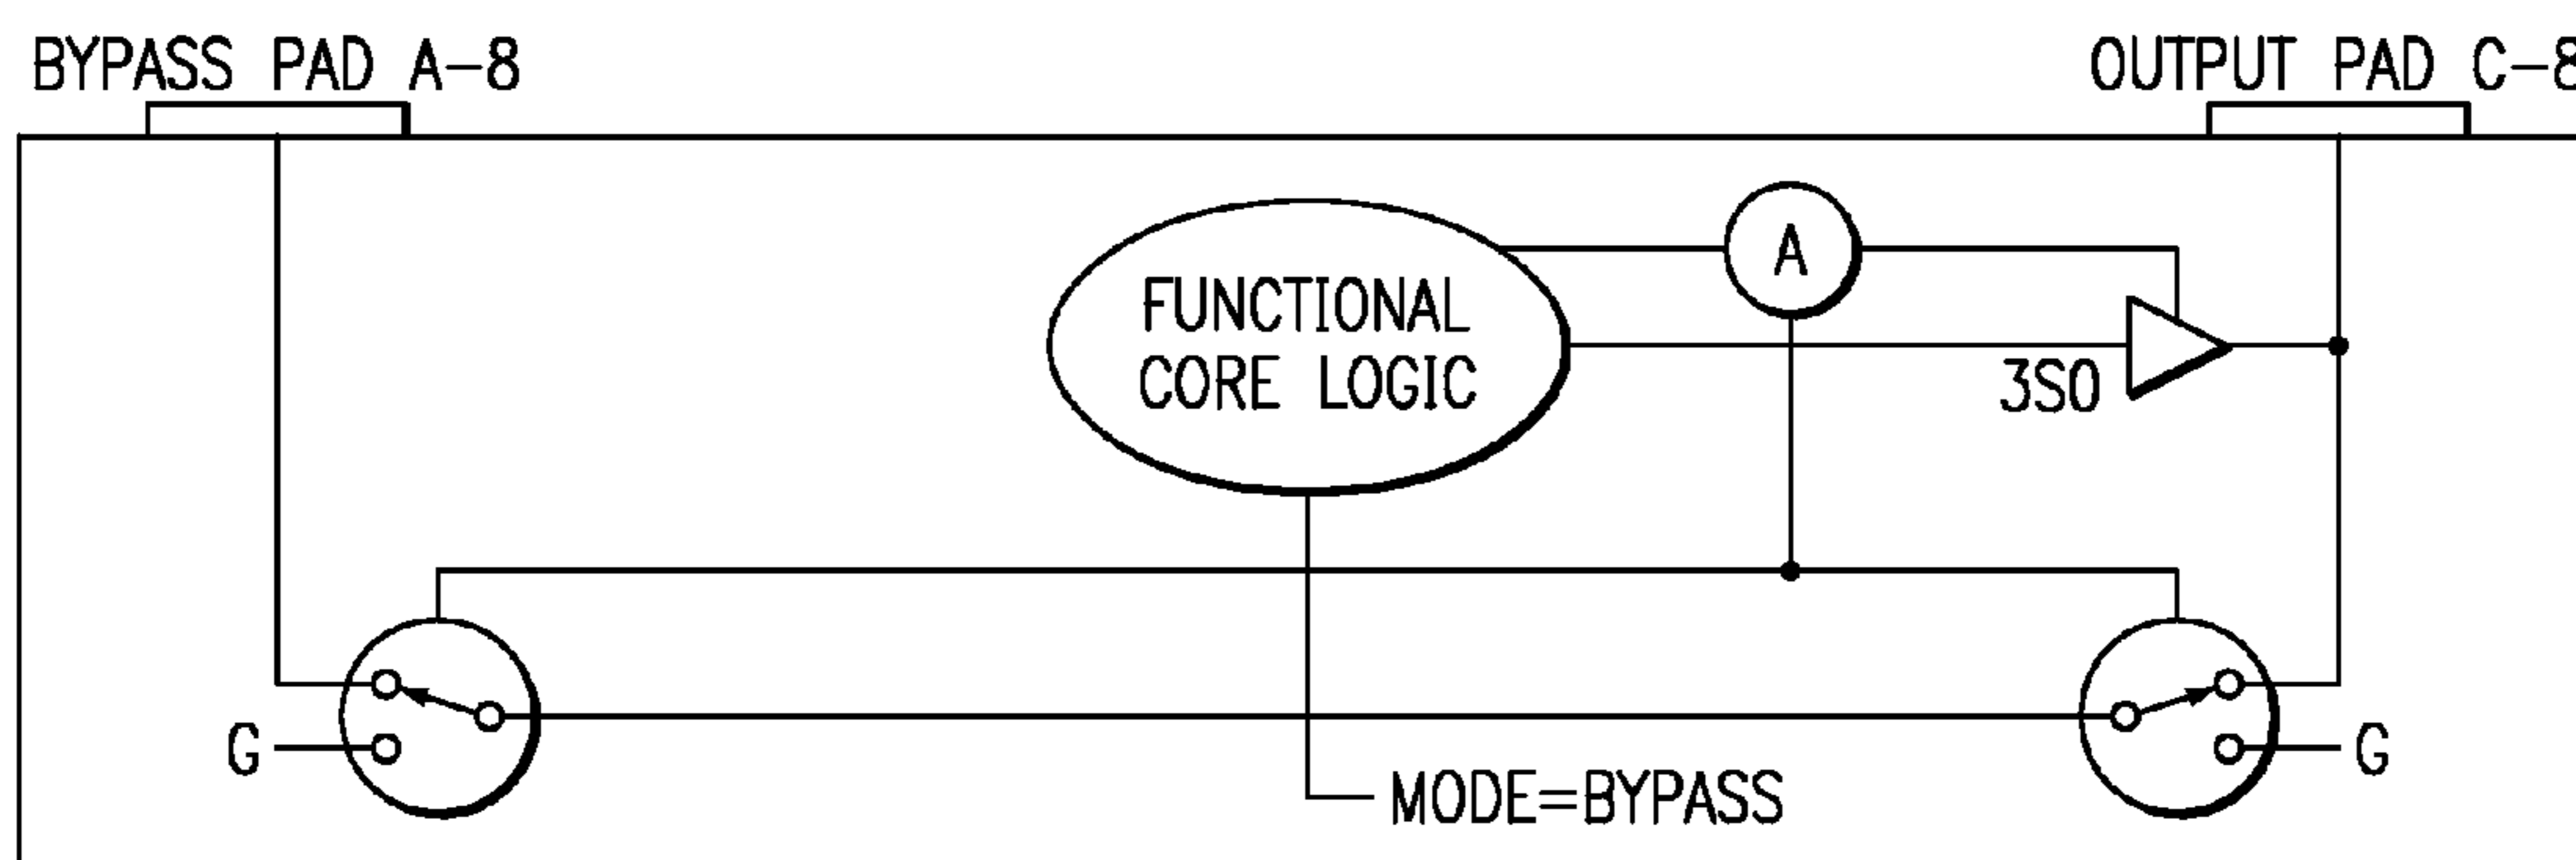 BYPASS PAD A-8
OUTPUT PAD C-8
A
FUNCTIONAL
CORE LOGIC
3SO
G
G
MODE=BYPASS